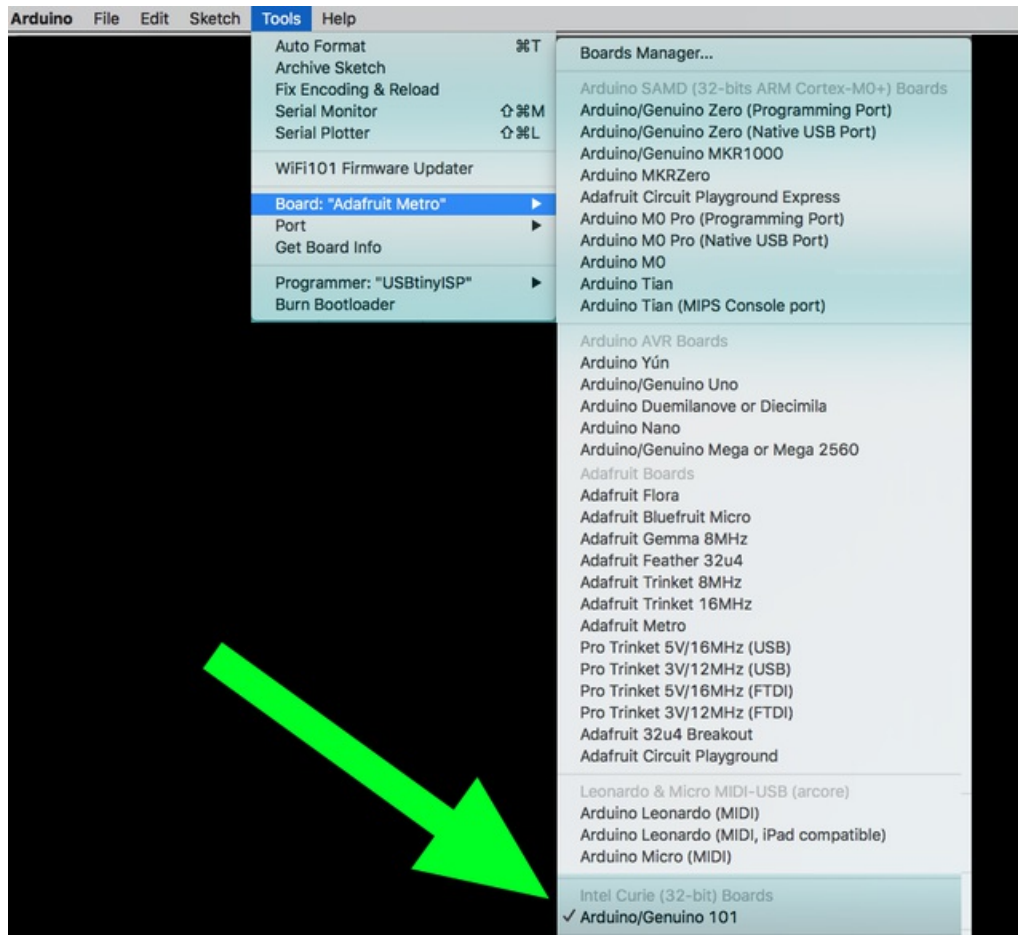 Arduino File Edit Sketch Tools Help
Auto Format ⌘T
Archive Sketch
Fix Encoding & Reload
Serial Monitor ⇧⌘M
Serial Plotter ⇧⌘L
WiFi101 Firmware Updater
Board: "Adafruit Metro"
Port
Get Board Info
Programmer: "USBtinyISP"
Burn Bootloader
Boards Manager...
Arduino SAMD (32-bits ARM Cortex-M0+) Boards
Arduino/Genuino Zero (Programming Port)
Arduino/Genuino Zero (Native USB Port)
Arduino/Genuino MKR1000
Arduino MKRZero
Adafruit Circuit Playground Express
Arduino M0 Pro (Programming Port)
Arduino M0 Pro (Native USB Port)
Arduino M0
Arduino Tian
Arduino Tian (MIPS Console port)
Arduino AVR Boards
Arduino Yún
Arduino/Genuino Uno
Arduino Duemilanove or Diecimila
Arduino Nano
Arduino/Genuino Mega or Mega 2560
Adafruit Boards
Adafruit Flora
Adafruit Bluefruit Micro
Adafruit Gemma 8MHz
Adafruit Feather 32u4
Adafruit Trinket 8MHz
Adafruit Trinket 16MHz
Adafruit Metro
Pro Trinket 5V/16MHz (USB)
Pro Trinket 3V/12MHz (USB)
Pro Trinket 5V/16MHz (FTDI)
Pro Trinket 3V/12MHz (FTDI)
Adafruit 32u4 Breakout
Adafruit Circuit Playground
Leonardo & Micro MIDI-USB (arcore)
Arduino Leonardo (MIDI)
Arduino Leonardo (MIDI, iPad compatible)
Arduino Micro (MIDI)
Intel Curie (32-bit) Boards
✓ Arduino/Genuino 101